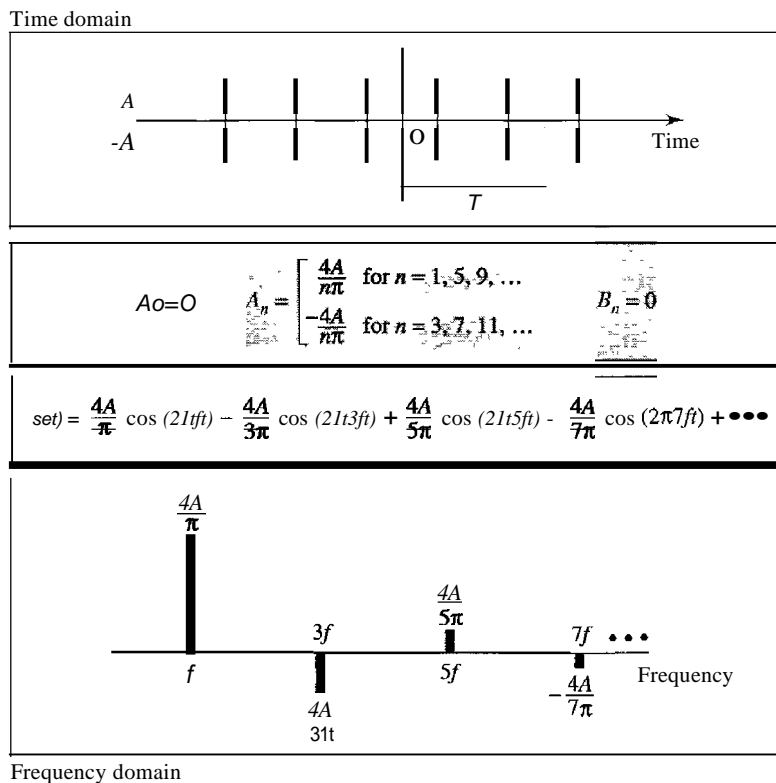 Time domain
A
-A
O
Time
T
Ao=O
A_n = 4A/nπ for n = 1, 5, 9, ...
-4A/nπ for n = 3, 7, 11, ...
B_n = 0
set) = 4A/π cos (21tft) - 4A/3π cos (21t3ft) + 4A/5π cos (21t5ft) - 4A/7π cos (2π7ft) + •••
4A/π
4A/5π
3f
7f •••
f
5f
Frequency
4A
31t
-4A/7π
Frequency domain